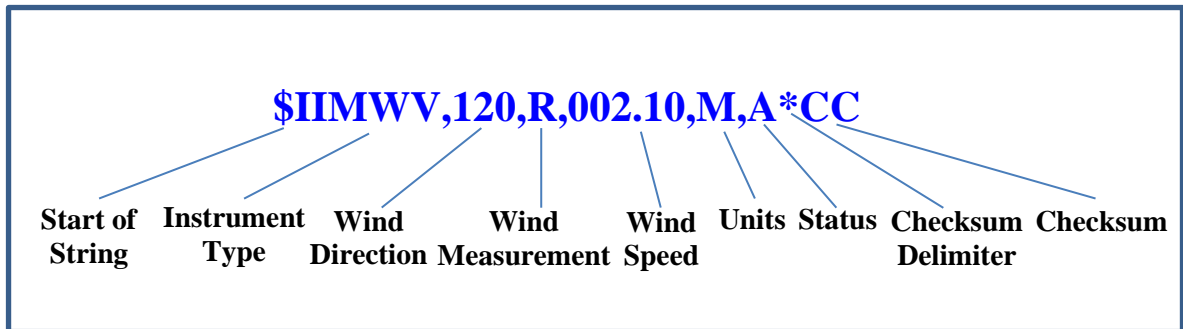 $IIMWV,120,R,002.10,M,A*CC
Start of String
Instrument Type
Wind Direction
Wind Measurement
Wind Speed
Units
Status
Checksum Delimiter
Checksum